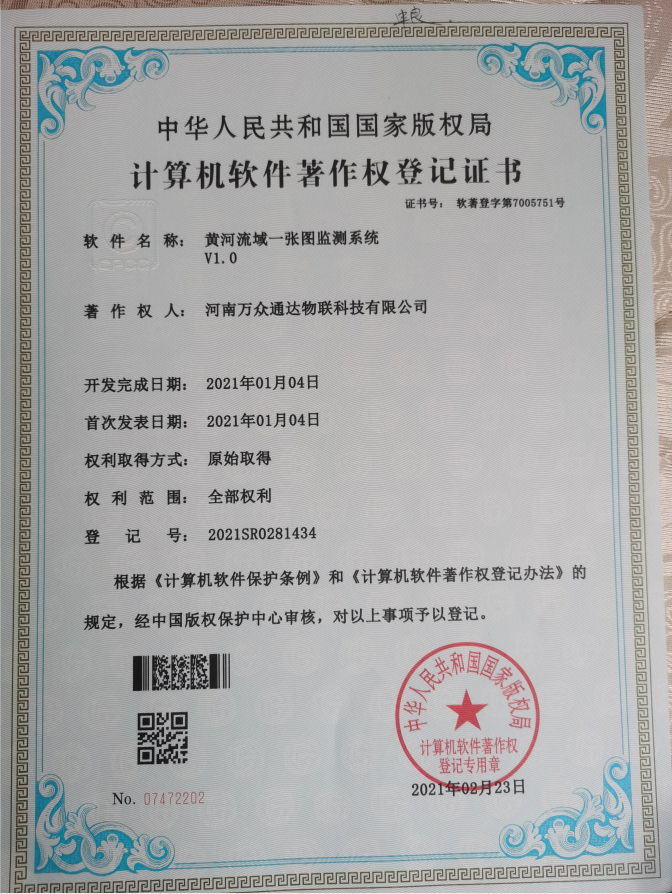 中华人民共和国国家版权局
计算机软件著作权登记证书
证书号： 软著登字第7005751号
软件名称： 黄河流域一张图监测系统
V1.0
著作权人： 河南万众通达物联科技有限公司
开发完成日期： 2021年01月04日
首次发表日期： 2021年01月04日
权利取得方式： 原始取得
权利范围： 全部权利
登记号： 2021SR0281434
根据《计算机软件保护条例》和《计算机软件著作权登记办法》的
规定，经中国版权保护中心审核，对以上事项予以登记。
中华人民共和国国家版权局
计算机软件著作权
登记专用章
No. 07472202
2021年02月23日